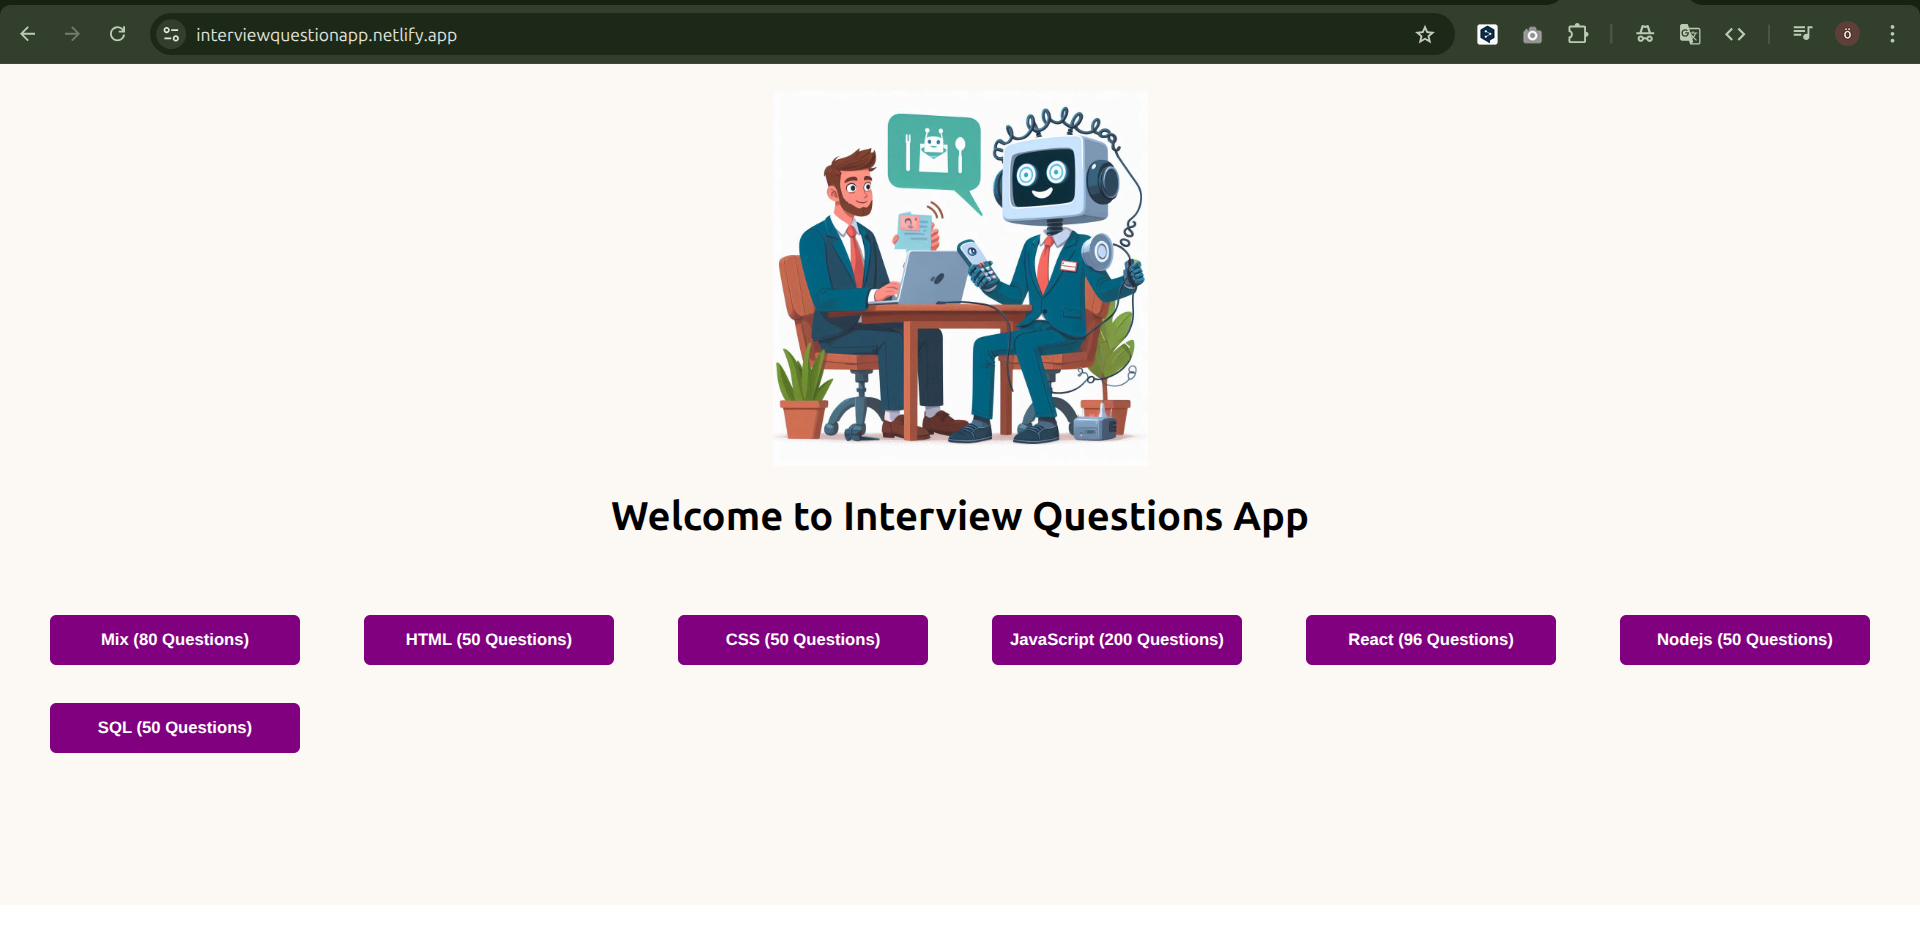 interviewquestionapp.netlify.app
ö
Welcome to Interview Questions App
Mix (80 Questions)
HTML (50 Questions)
CSS (50 Questions)
JavaScript (200 Questions)
React (96 Questions)
Nodejs (50 Questions)
SQL (50 Questions)